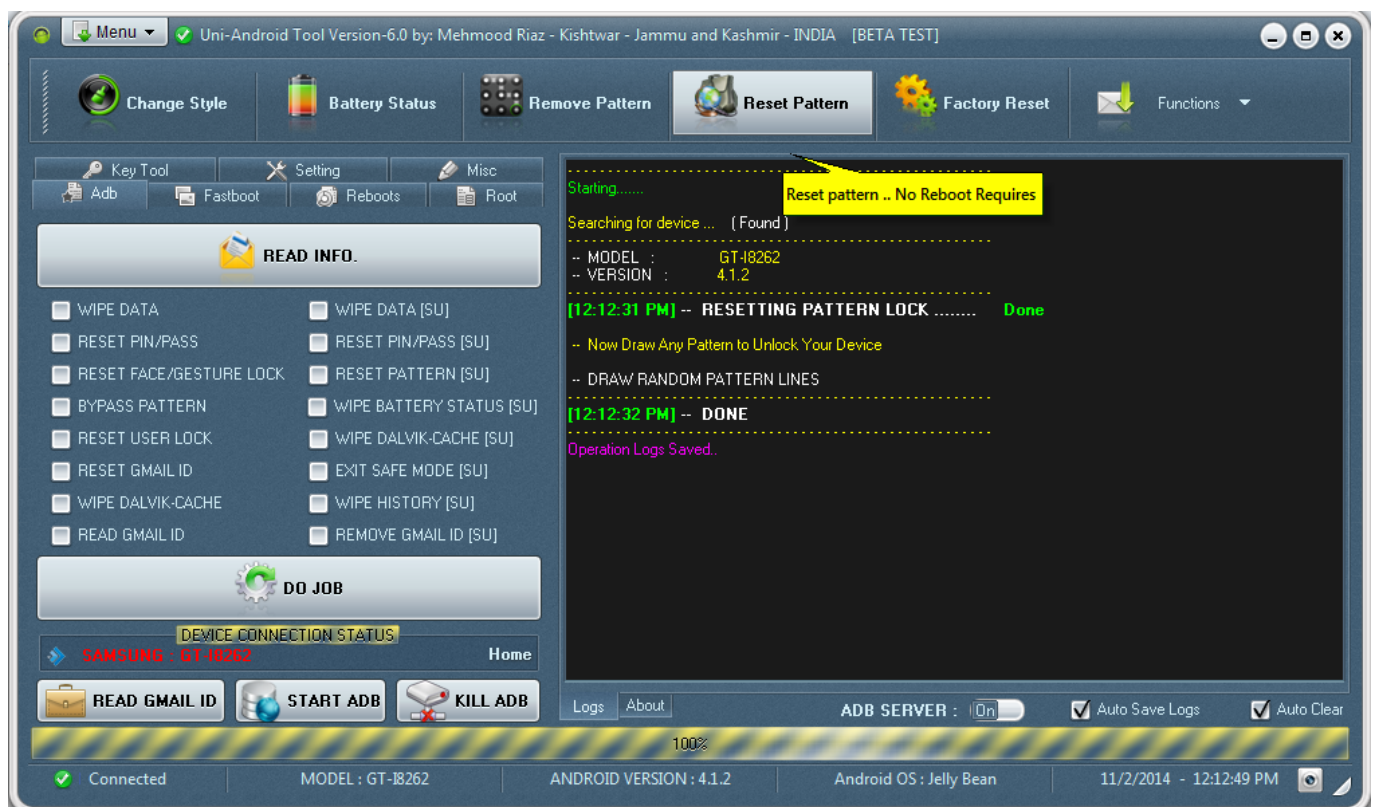 Menu
Uni-Android Tool Version-6.0 by: Mehmood Riaz - Kishtwar - Jammu and Kashmir - INDIA [BETA TEST]
Change Style
Battery Status
Remove Pattern
Reset Pattern
Factory Reset
Functions
Key Tool
Setting
Misc
Adb
Fastboot
Reboots
Root
READ INFO.
WIPE DATA
WIPE DATA [SU]
RESET PIN/PASS
RESET PIN/PASS [SU]
RESET FACE/GESTURE LOCK
RESET PATTERN [SU]
BYPASS PATTERN
WIPE BATTERY STATUS [SU]
RESET USER LOCK
WIPE DALVIK-CACHE [SU]
RESET GMAIL ID
EXIT SAFE MODE [SU]
WIPE DALVIK-CACHE
WIPE HISTORY [SU]
READ GMAIL ID
REMOVE GMAIL ID [SU]
DO JOB
DEVICE CONNECTION STATUS
SAMSUNG : GT-I8262
Home
READ GMAIL ID
START ADB
KILL ADB
Starting.......
Reset pattern .. No Reboot Requires
Searching for device ... ( Found )
-- MODEL : GT-I8262
-- VERSION : 4.1.2
[12:12:31 PM] -- RESETTING PATTERN LOCK ........ Done
-- Now Draw Any Pattern to Unlock Your Device
-- DRAW RANDOM PATTERN LINES
[12:12:32 PM] -- DONE
Operation Logs Saved..
Logs
About
ADB SERVER : On
Auto Save Logs
Auto Clear
100%
Connected
MODEL : GT-I8262
ANDROID VERSION : 4.1.2
Android OS : Jelly Bean
11/2/2014 - 12:12:49 PM